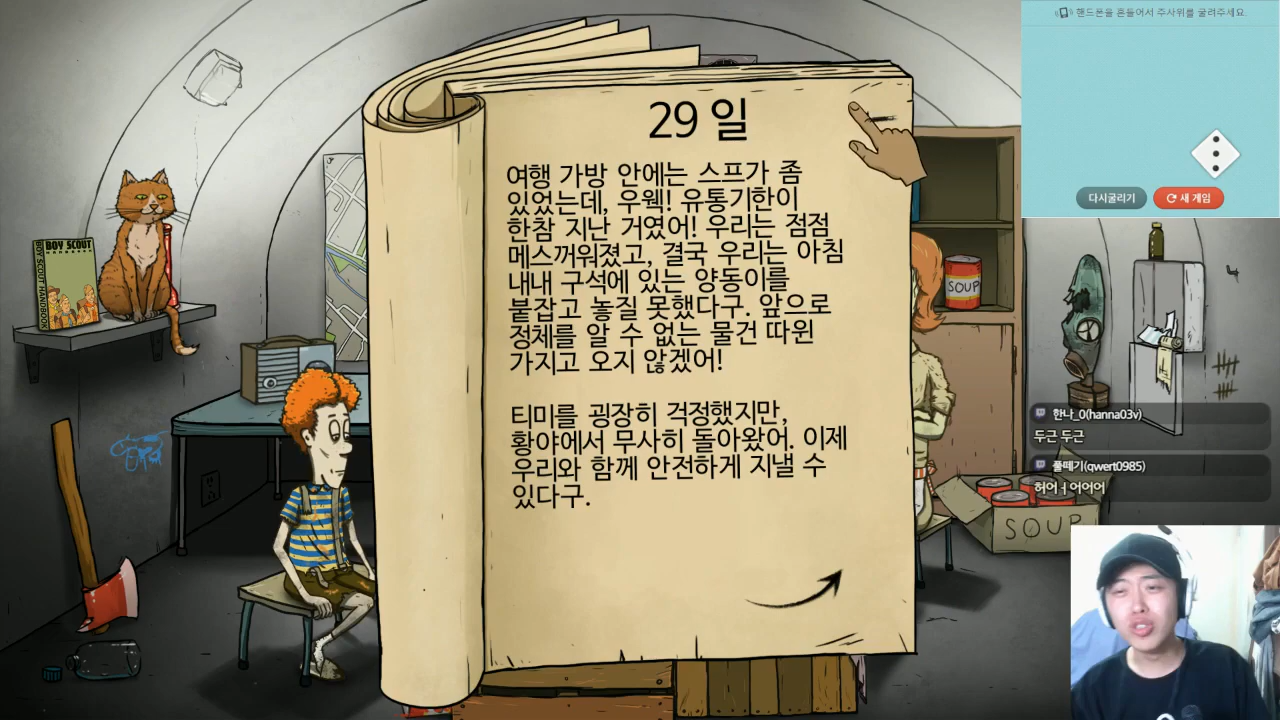 핸드폰을 흔들어서 주사위를 굴려주세요.
다시굴리기
새 게임
29 일
여행 가방 안에는 스프가 좀
있었는데, 우웩! 유통기한이
한참 지난 거였어! 우리는 점점
메스꺼워졌고, 결국 우리는 아침
내내 구석에 있는 양동이를
붙잡고 놓질 못했다구. 앞으로
정체를 알 수 없는 물건 따윈
가지고 오지 않겠어!
티미를 굉장히 걱정했지만,
황야에서 무사히 돌아왔어. 이제
우리와 함께 안전하게 지낼 수
있다구.
BOY SCOUT
BOY SCOUT HANDBOOK
SOUP
SOUP
한나_0(hanna03v)
두근 두근
풀떼기(qwert0985)
허어ㅓ어어어